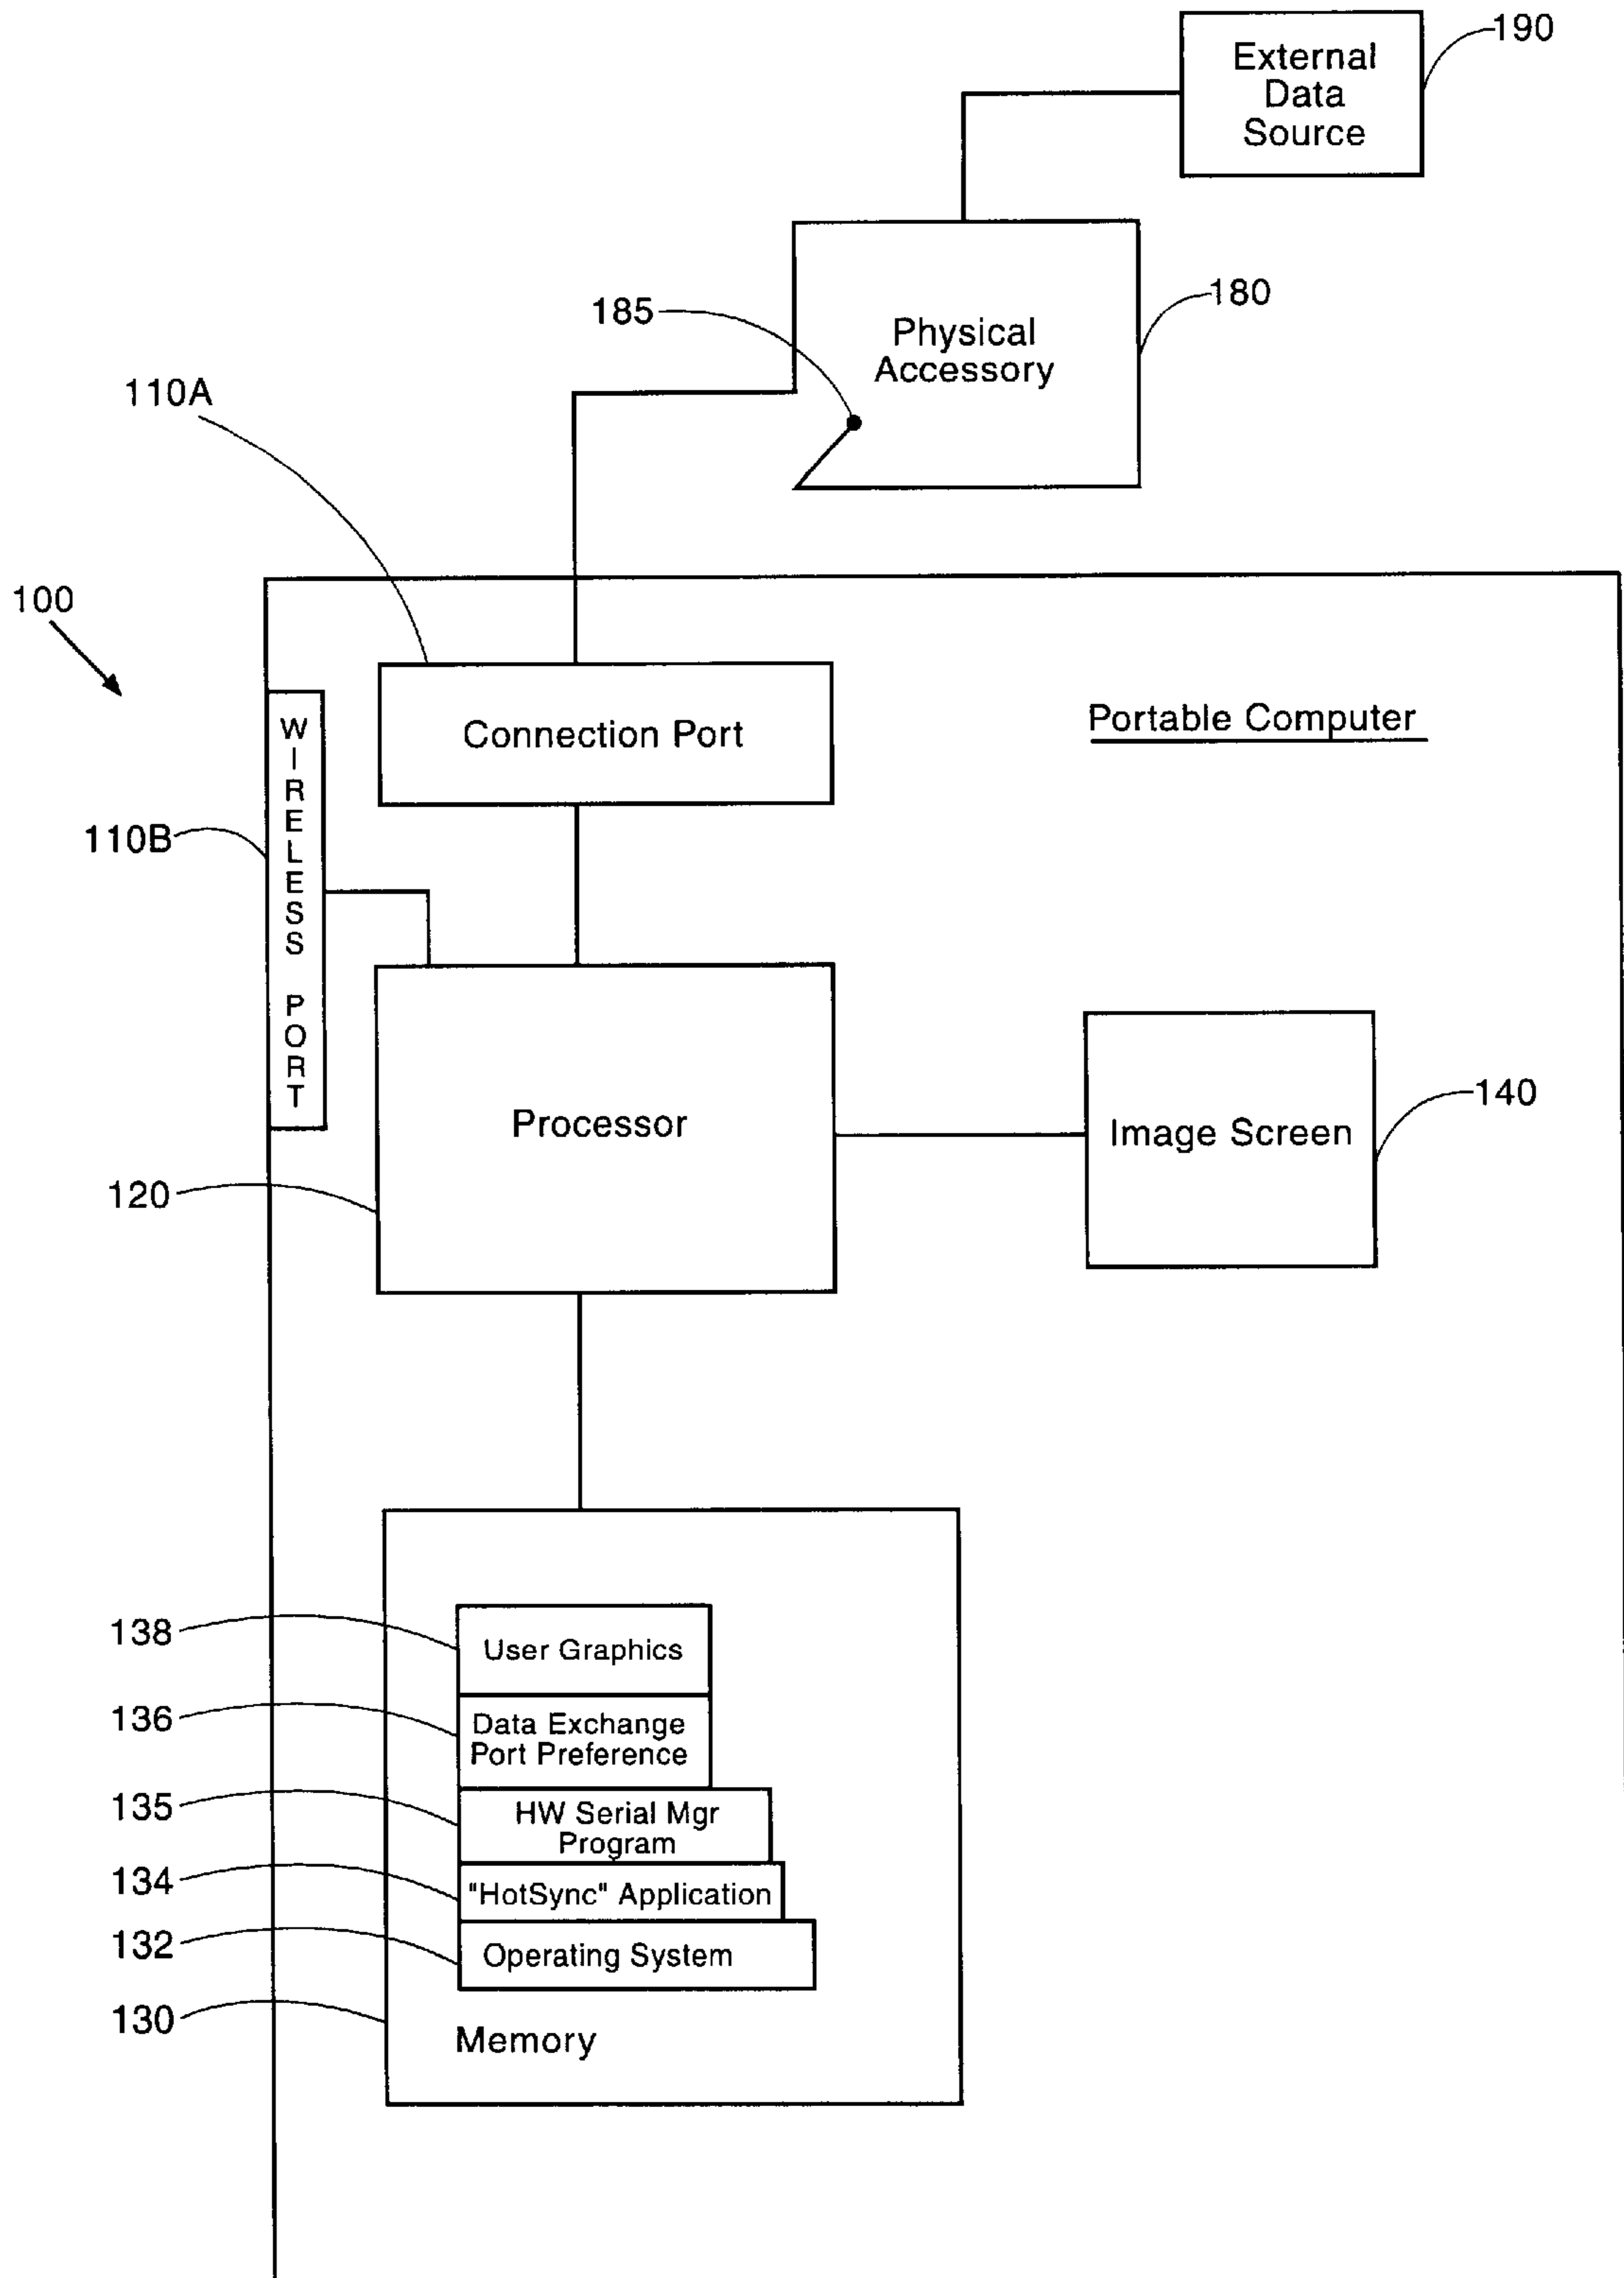 190
External
Data
Source
180
185
Physical
Accessory
110A
100
Connection Port
Portable Computer
110B
WIRELESS PORT
Processor
120
Image Screen
140
138
User Graphics
136
Data Exchange
Port Preference
135
HW Serial Mgr
Program
134
"HotSync" Application
132
Operating System
130
Memory